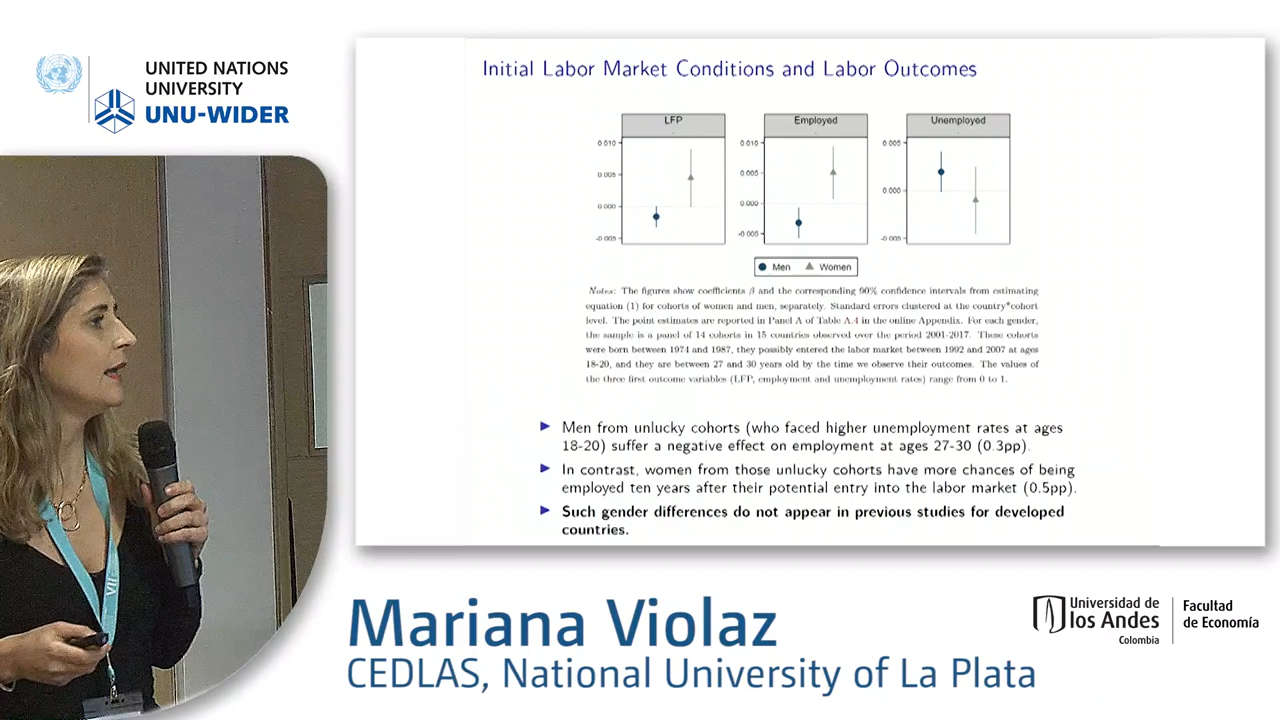 UNITED NATIONS
UNIVERSITY
UNU-WIDER
Initial Labor Market Conditions and Labor Outcomes
LFP
Employed
Unemployed
0.010
0.005
0.000
-0.005
0.010
0.005
0.000
-0.005
0.005
0.000
-0.005
Men
Women
Notes: The figures show coefficients β and the corresponding 90% confidence intervals from estimating
equation (1) for cohorts of women and men, separately. Standard errors clustered at the country*cohort
level. The point estimates are reported in Panel A of Table A.4 in the online Appendix. For each gender,
the sample is a panel of 14 cohorts in 15 countries observed over the period 2001-2017. These cohorts
were born between 1974 and 1987, they possibly entered the labor market between 1992 and 2007 at ages
18-20, and they are between 27 and 30 years old by the time we observe their outcomes. The values of
the three first outcome variables (LFP, employment and unemployment rates) range from 0 to 1.
Men from unlucky cohorts (who faced higher unemployment rates at ages
18-20) suffer a negative effect on employment at ages 27-30 (0.3pp).
In contrast, women from those unlucky cohorts have more chances of being
employed ten years after their potential entry into the labor market (0.5pp).
Such gender differences do not appear in previous studies for developed
countries.
Mariana Violaz
CEDLAS, National University of La Plata
Universidad de
los Andes
Colombia
Facultad
de Economía